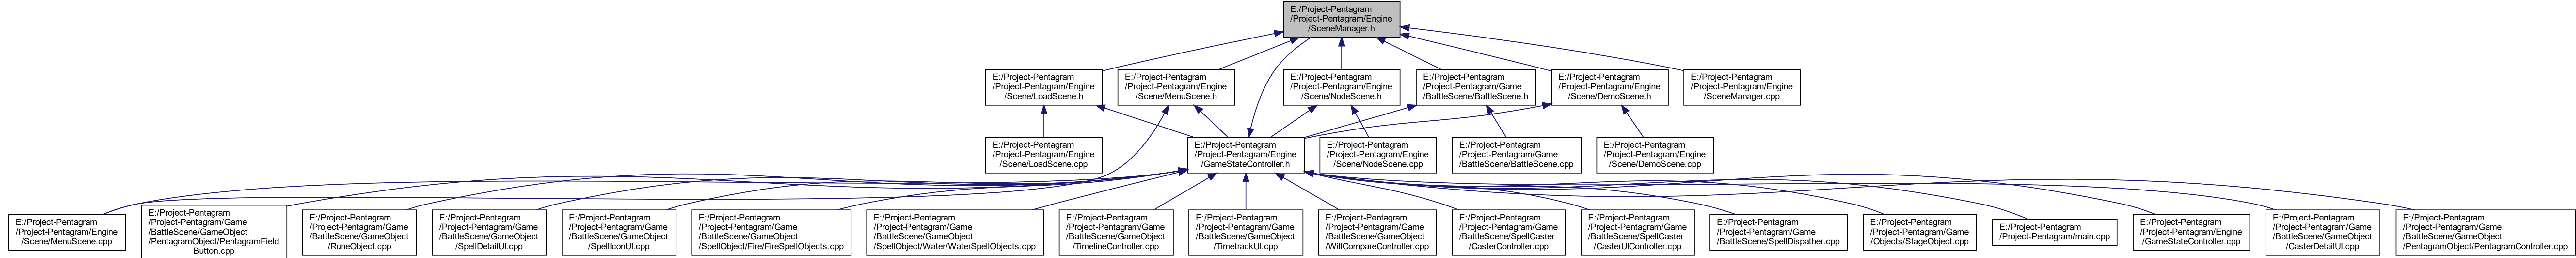 E:/Project-Pentagram
/Project-Pentagram/Engine
/SceneManager.h
E:/Project-Pentagram
/Project-Pentagram/Engine
/Scene/LoadScene.h
E:/Project-Pentagram
/Project-Pentagram/Engine
/Scene/MenuScene.h
E:/Project-Pentagram
/Project-Pentagram/Engine
/Scene/NodeScene.h
E:/Project-Pentagram
/Project-Pentagram/Game
/BattleScene/BattleScene.h
E:/Project-Pentagram
/Project-Pentagram/Engine
/Scene/DemoScene.h
E:/Project-Pentagram
/Project-Pentagram/Engine
/SceneManager.cpp
E:/Project-Pentagram
/Project-Pentagram/Engine
/Scene/LoadScene.cpp
E:/Project-Pentagram
/Project-Pentagram/Engine
/GameStateController.h
E:/Project-Pentagram
/Project-Pentagram/Engine
/Scene/NodeScene.cpp
E:/Project-Pentagram
/Project-Pentagram/Game
/BattleScene/BattleScene.cpp
E:/Project-Pentagram
/Project-Pentagram/Engine
/Scene/DemoScene.cpp
E:/Project-Pentagram
/Project-Pentagram/Engine
/Scene/MenuScene.cpp
E:/Project-Pentagram
/Project-Pentagram/Game
/BattleScene/GameObject
/PentagramObject/PentagramField
Button.cpp
E:/Project-Pentagram
/Project-Pentagram/Game
/BattleScene/GameObject
/RuneObject.cpp
E:/Project-Pentagram
/Project-Pentagram/Game
/BattleScene/GameObject
/SpellDetailUI.cpp
E:/Project-Pentagram
/Project-Pentagram/Game
/BattleScene/GameObject
/SpellIconUI.cpp
E:/Project-Pentagram
/Project-Pentagram/Game
/BattleScene/GameObject
/SpellObject/Fire/FireSpellObjects.cpp
E:/Project-Pentagram
/Project-Pentagram/Game
/BattleScene/GameObject
/SpellObject/Water/WaterSpellObjects.cpp
E:/Project-Pentagram
/Project-Pentagram/Game
/BattleScene/GameObject
/TimelineController.cpp
E:/Project-Pentagram
/Project-Pentagram/Game
/BattleScene/GameObject
/TimetrackUI.cpp
E:/Project-Pentagram
/Project-Pentagram/Game
/BattleScene/GameObject
/WillCompareController.cpp
E:/Project-Pentagram
/Project-Pentagram/Game
/BattleScene/SpellCaster
/CasterController.cpp
E:/Project-Pentagram
/Project-Pentagram/Game
/BattleScene/SpellCaster
/CasterUIController.cpp
E:/Project-Pentagram
/Project-Pentagram/Game
/BattleScene/SpellDispather.cpp
E:/Project-Pentagram
/Project-Pentagram/Game
/Objects/StageObject.cpp
E:/Project-Pentagram
/Project-Pentagram/main.cpp
E:/Project-Pentagram
/Project-Pentagram/Engine
/GameStateController.cpp
E:/Project-Pentagram
/Project-Pentagram/Game
/BattleScene/GameObject
/CasterDetailUI.cpp
E:/Project-Pentagram
/Project-Pentagram/Game
/BattleScene/GameObject
/PentagramObject/PentagramController.cpp